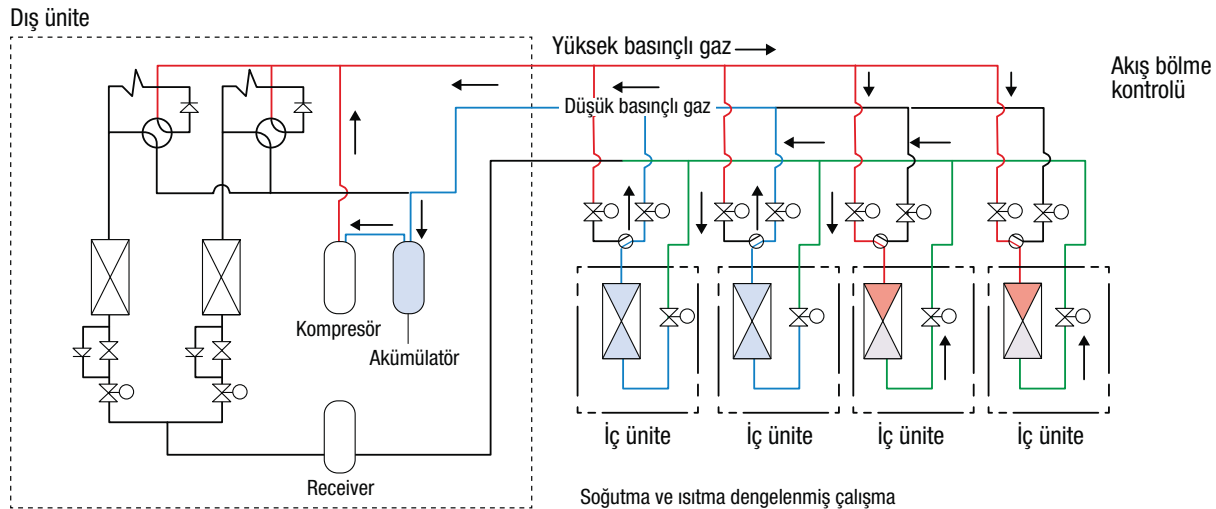 Dış ünite
Yüksek basınçlı gaz
Akış bölme
kontrolü
Düşük basınçlı gaz
Kompresör
Akümülatör
Receiver
İç ünite
İç ünite
İç ünite
İç ünite
Soğutma ve ısıtma dengelenmiş çalışma